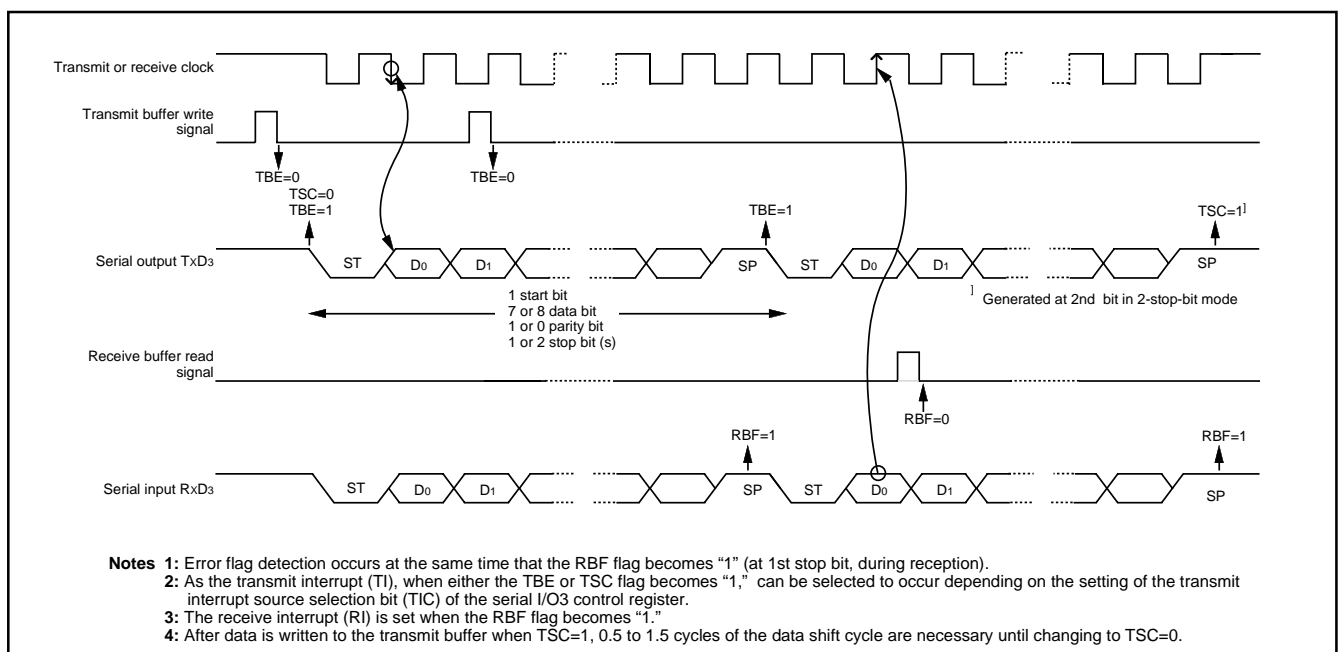 Transmit or receive clock
Transmit buffer write
signal
TBE=0
TBE=0
TSC=0
TBE=1
TBE=1
TSC=1]
Serial output TXD3
ST
D0
D1
SP
ST
D0
D1
SP
] Generated at 2nd bit in 2-stop-bit mode
1 start bit
7 or 8 data bit
1 or 0 parity bit
1 or 2 stop bit (s)
Receive buffer read
signal
RBF=0
RBF=1
RBF=1
Serial input RXD3
ST
D0
D1
SP
ST
D0
D1
SP
Notes 1: Error flag detection occurs at the same time that the RBF flag becomes “1” (at 1st stop bit, during reception).
2: As the transmit interrupt (TI), when either the TBE or TSC flag becomes “1,” can be selected to occur depending on the setting of the transmit
interrupt source selection bit (TIC) of the serial I/O3 control register.
3: The receive interrupt (RI) is set when the RBF flag becomes “1.”
4: After data is written to the transmit buffer when TSC=1, 0.5 to 1.5 cycles of the data shift cycle are necessary until changing to TSC=0.